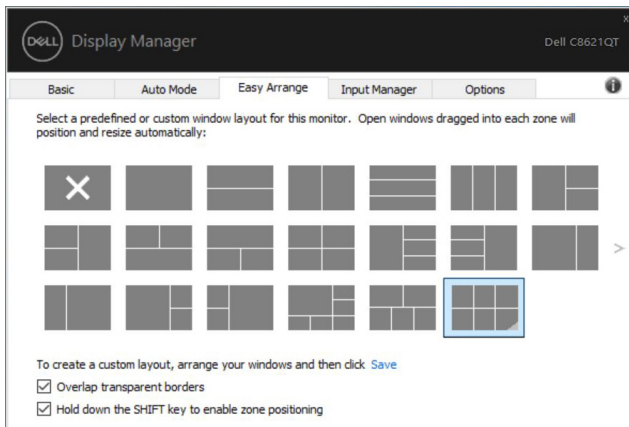 DELL Display Manager
x
Dell C8621QT
Basic Auto Mode Easy Arrange Input Manager Options i
Select a predefined or custom window layout for this monitor. Open windows dragged into each zone will
position and resize automatically:
>
To create a custom layout, arrange your windows and then click Save
Overlap transparent borders
Hold down the SHIFT key to enable zone positioning